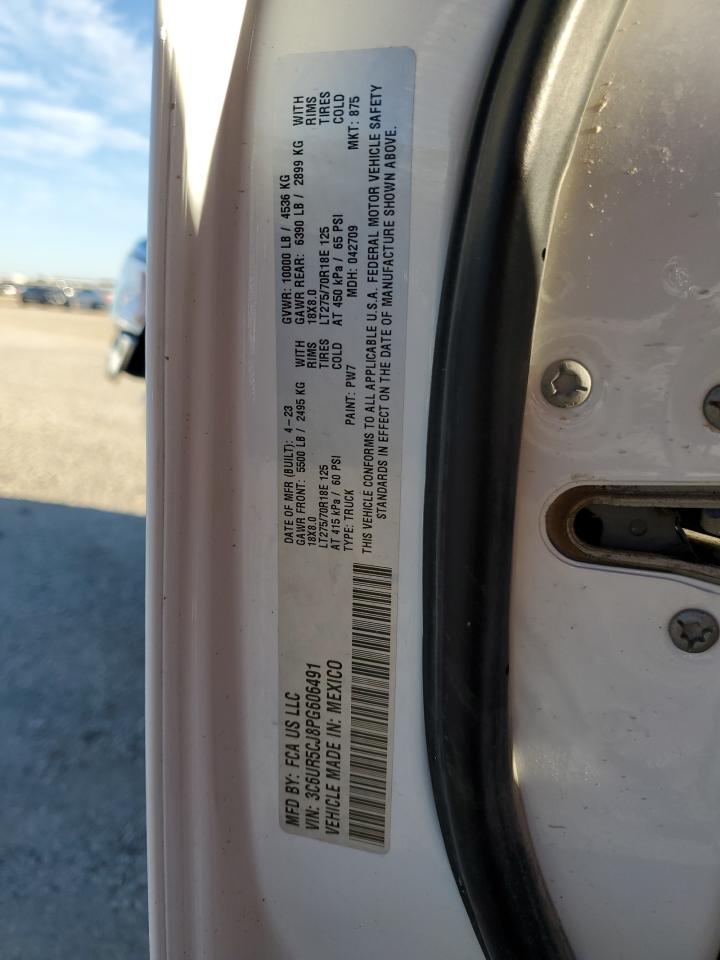 MFD BY: FCA US LLC
VIN: 3C6UR5CJ8PG606491
VEHICLE MADE IN: MEXICO
DATE OF MFR (BUILT): 4-23 GVWR: 10000 LB / 4536 KG
GAWR FRONT: 5500 LB / 2495 KG WITH GAWR REAR: 6390 LB / 2899 KG WITH
18X8.0 RIMS 18X8.0 RIMS
LT275/70R18E 125 TIRES LT275/70R18E 125 TIRES
AT 415 kPa / 60 PSI COLD AT 450 kPa / 65 PSI COLD
TYPE: TRUCK PAINT: PW7 MDH: 042709 MKT: 875
THIS VEHICLE CONFORMS TO ALL APPLICABLE U.S.A. FEDERAL MOTOR VEHICLE SAFETY
STANDARDS IN EFFECT ON THE DATE OF MANUFACTURE SHOWN ABOVE.